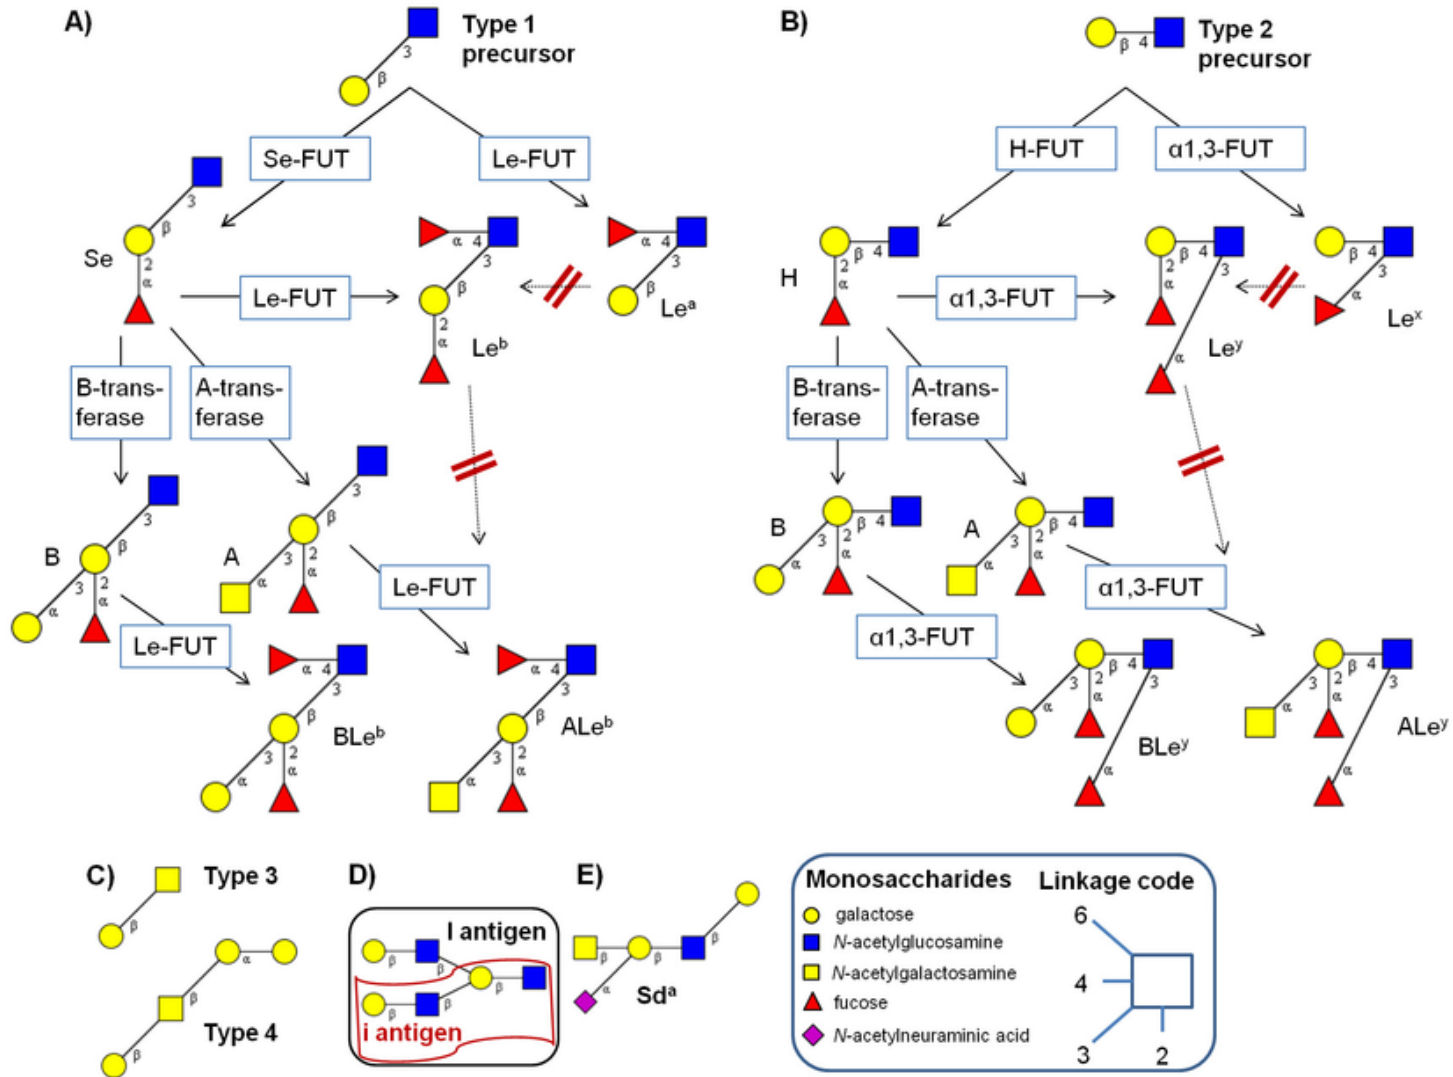 A)
Type 1
precursor
3
β
Se-FUT
Le-FUT
3
β
Se
2
α
Le-FUT
α 4
3
β
2
α
Leᵇ
α 4
3
β
Leᵃ
B-trans-
ferase
A-trans-
ferase
3
β
B
3
2
α
α
3
β
A
3
2
α
α
Le-FUT
Le-FUT
α 4
3
β
3
2
α
α
BLeᵇ
α 4
3
β
3
2
α
α
ALeᵇ
B)
β 4
Type 2
precursor
H-FUT
α1,3-FUT
H
β 4
2
α
α1,3-FUT
β 4
2
α
3
α
Leʸ
β 4
3
α
Leˣ
B-trans-
ferase
A-trans-
ferase
B
β 4
3
2
α
α
A
β 4
3
2
α
α
α1,3-FUT
α1,3-FUT
β 4
3
2
3
α
α
α
BLeʸ
β 4
3
2
3
α
α
α
ALeʸ
C)
Type 3
β
α
β
Type 4
β
D)
I antigen
β
β
β
β
β
i antigen
E)
β
β
β
α
Sdᵃ
Monosaccharides
galactose
N-acetylglucosamine
N-acetylgalactosamine
fucose
N-acetylneuraminic acid
Linkage code
6
4
3
2